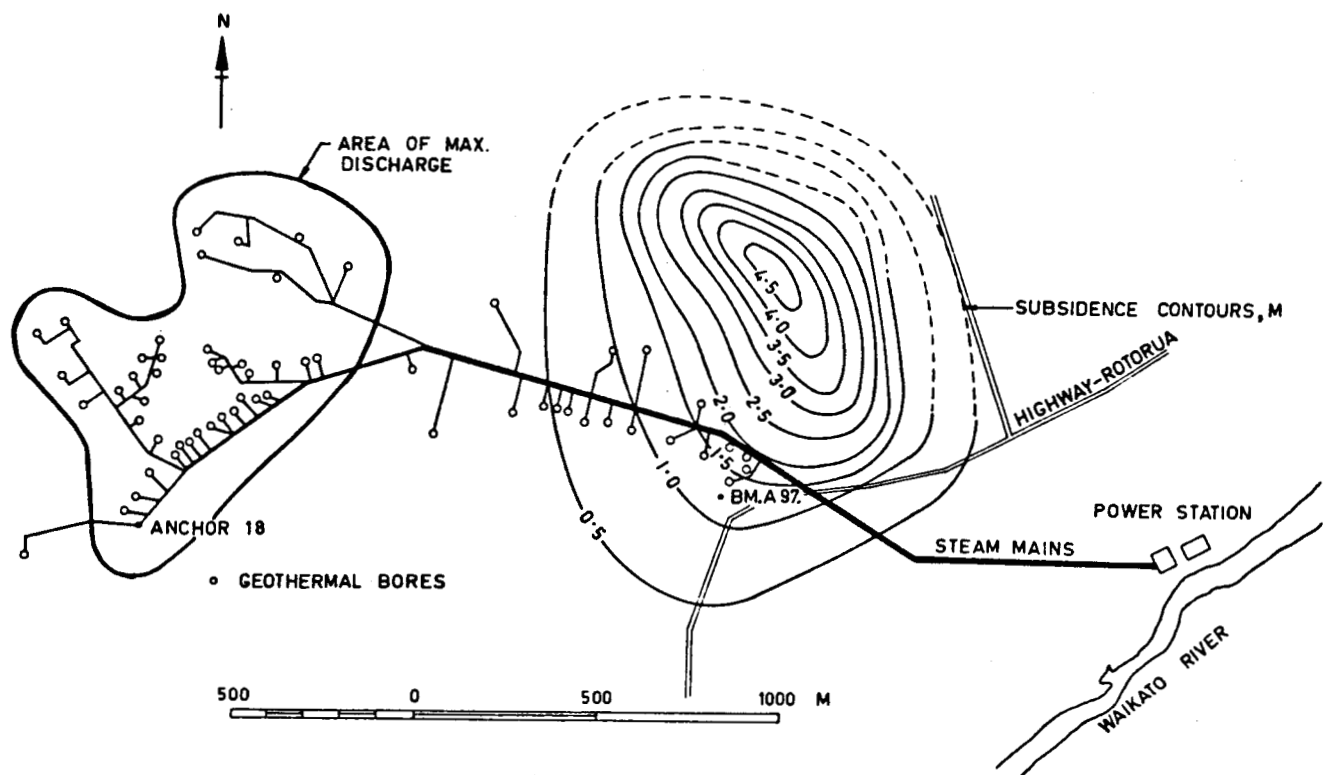 N
AREA OF MAX.
DISCHARGE
4.5
4.0
3.5
3.0
2.5
2.0
1.5
1.0
0.5
SUBSIDENCE CONTOURS, M
HIGHWAY-ROTORUA
BM.A 97.
ANCHOR 18
GEOTHERMAL BORES
POWER STATION
STEAM MAINS
WAIKATO RIVER
500 0 500 1000 M